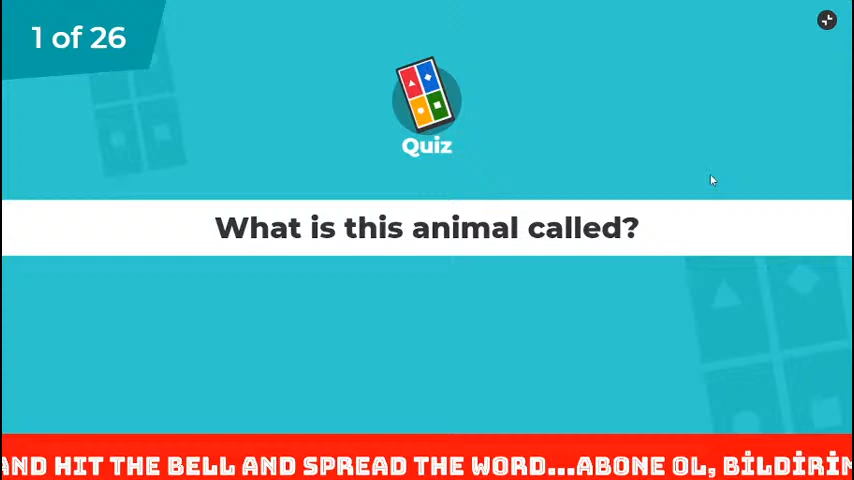 1 of 26
Quiz
What is this animal called?
AND HIT THE BELL AND SPREAD THE WORD...ABONE OL, BİLDİRİM